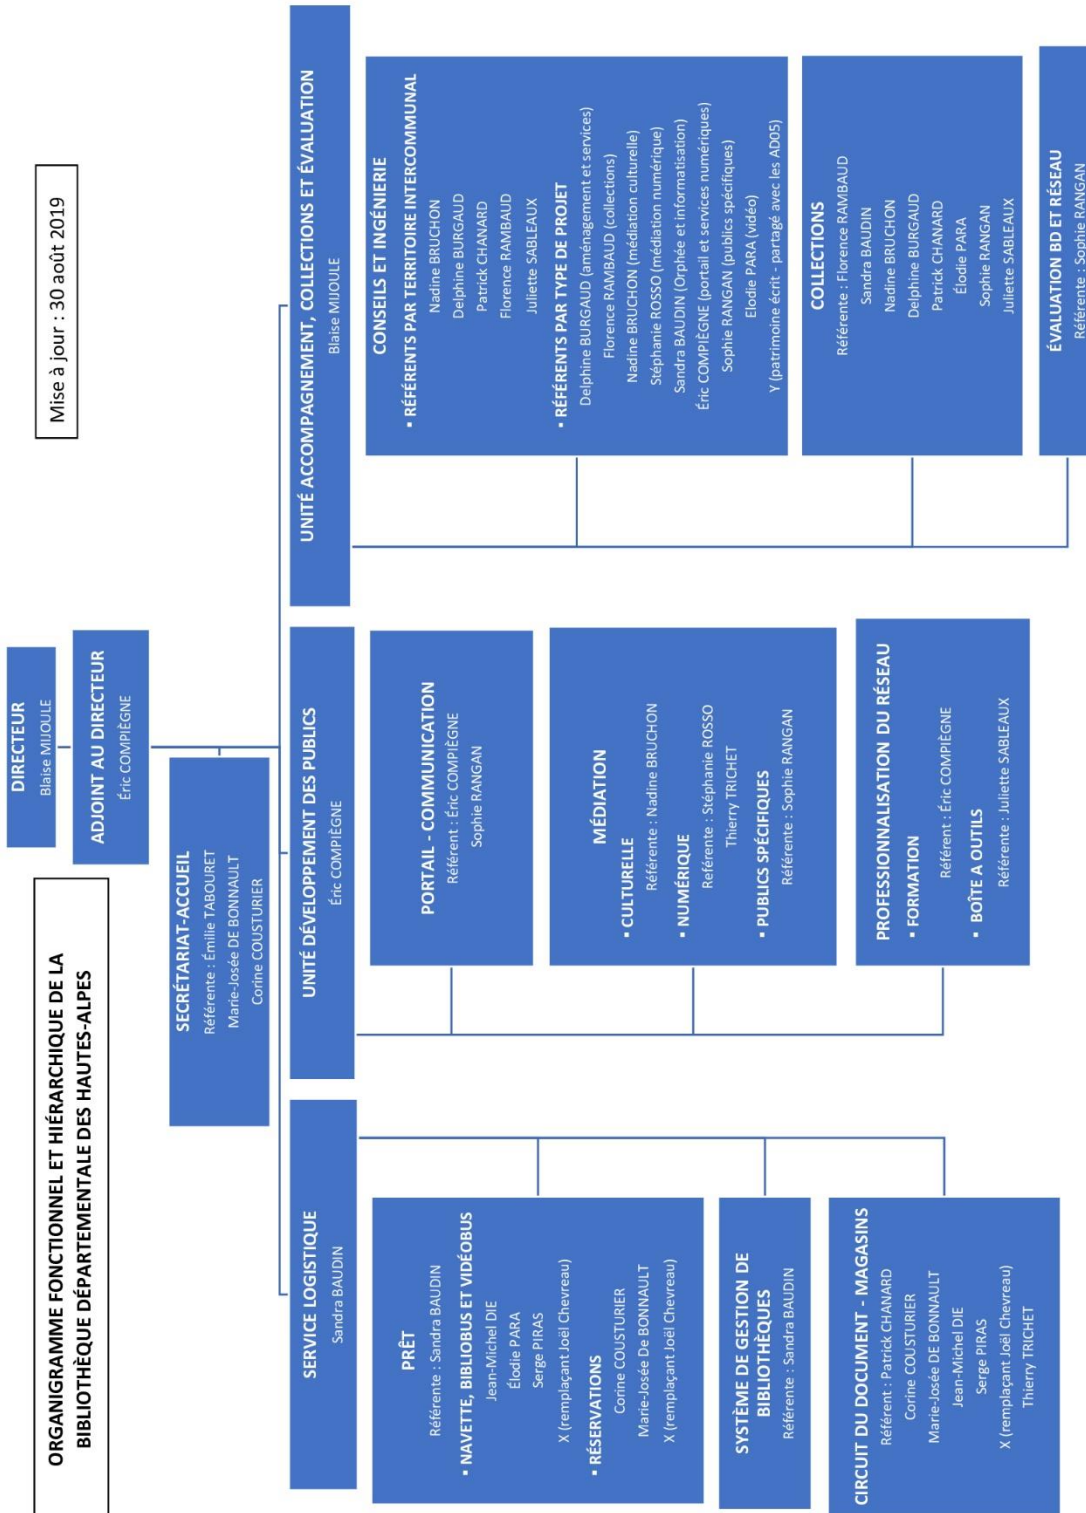 ORGANIGRAMME FONCTIONNEL ET HIÉRARCHIQUE DE LA
BIBLIOTHÈQUE DÉPARTEMENTALE DES HAUTES-ALPES
Mise à jour : 30 août 2019
DIRECTEUR
Blaise MIJOULE
ADJOINT AU DIRECTEUR
Éric COMPIÈGNE
SECRÉTARIAT-ACCUEIL
Référente : Émilie TABOURET
Marie-Josée DE BONNAULT
Corine COUSTURIER
SERVICE LOGISTIQUE
Sandra BAUDIN
PRÊT
Référente : Sandra BAUDIN
▪ NAVETTE, BIBLIOBUS ET VIDÉOBUS
Jean-Michel DIE
Élodie PARA
Serge PIRAS
X (remplaçant Joël Chevreau)
▪ RÉSERVATIONS
Corine COUSTURIER
Marie-Josée De BONNAULT
X (remplaçant Joël Chevreau)
SYSTÈME DE GESTION DE
BIBLIOTHÈQUES
Référente : Sandra BAUDIN
CIRCUIT DU DOCUMENT - MAGASINS
Référent : Patrick CHANARD
Corine COUSTURIER
Marie-Josée DE BONNAULT
Jean-Michel DIE
Serge PIRAS
X (remplaçant Joël Chevreau)
Thierry TRICHET
UNITÉ DÉVELOPPEMENT DES PUBLICS
Éric COMPIÈGNE
PORTAIL - COMMUNICATION
Référent : Éric COMPIÈGNE
Sophie RANGAN
MÉDIATION
▪ CULTURELLE
Référente : Nadine BRUCHON
▪ NUMÉRIQUE
Référente : Stéphanie ROSSO
Thierry TRICHET
▪ PUBLICS SPÉCIFIQUES
Référente : Sophie RANGAN
PROFESSIONNALISATION DU RÉSEAU
▪ FORMATION
Référent : Éric COMPIÈGNE
▪ BOÎTE A OUTILS
Référente : Juliette SABLEAUX
UNITÉ ACCOMPAGNEMENT, COLLECTIONS ET ÉVALUATION
Blaise MIJOULE
CONSEILS ET INGÉNIERIE
▪ RÉFÉRENTS PAR TERRITOIRE INTERCOMMUNAL
Nadine BRUCHON
Delphine BURGAUD
Patrick CHANARD
Florence RAMBAUD
Juliette SABLEAUX
▪ RÉFÉRENTS PAR TYPE DE PROJET
Delphine BURGAUD (aménagement et services)
Florence RAMBAUD (collections)
Nadine BRUCHON (médiation culturelle)
Stéphanie ROSSO (médiation numérique)
Sandra BAUDIN (Orphée et informatisation)
Éric COMPIÈGNE (portail et services numériques)
Sophie RANGAN (publics spécifiques)
Elodie PARA (vidéo)
Y (patrimoine écrit - partagé avec les AD05)
COLLECTIONS
Référente : Florence RAMBAUD
Sandra BAUDIN
Nadine BRUCHON
Delphine BURGAUD
Patrick CHANARD
Élodie PARA
Sophie RANGAN
Juliette SABLEAUX
ÉVALUATION BD ET RÉSEAU
Référente : Sophie RANGAN